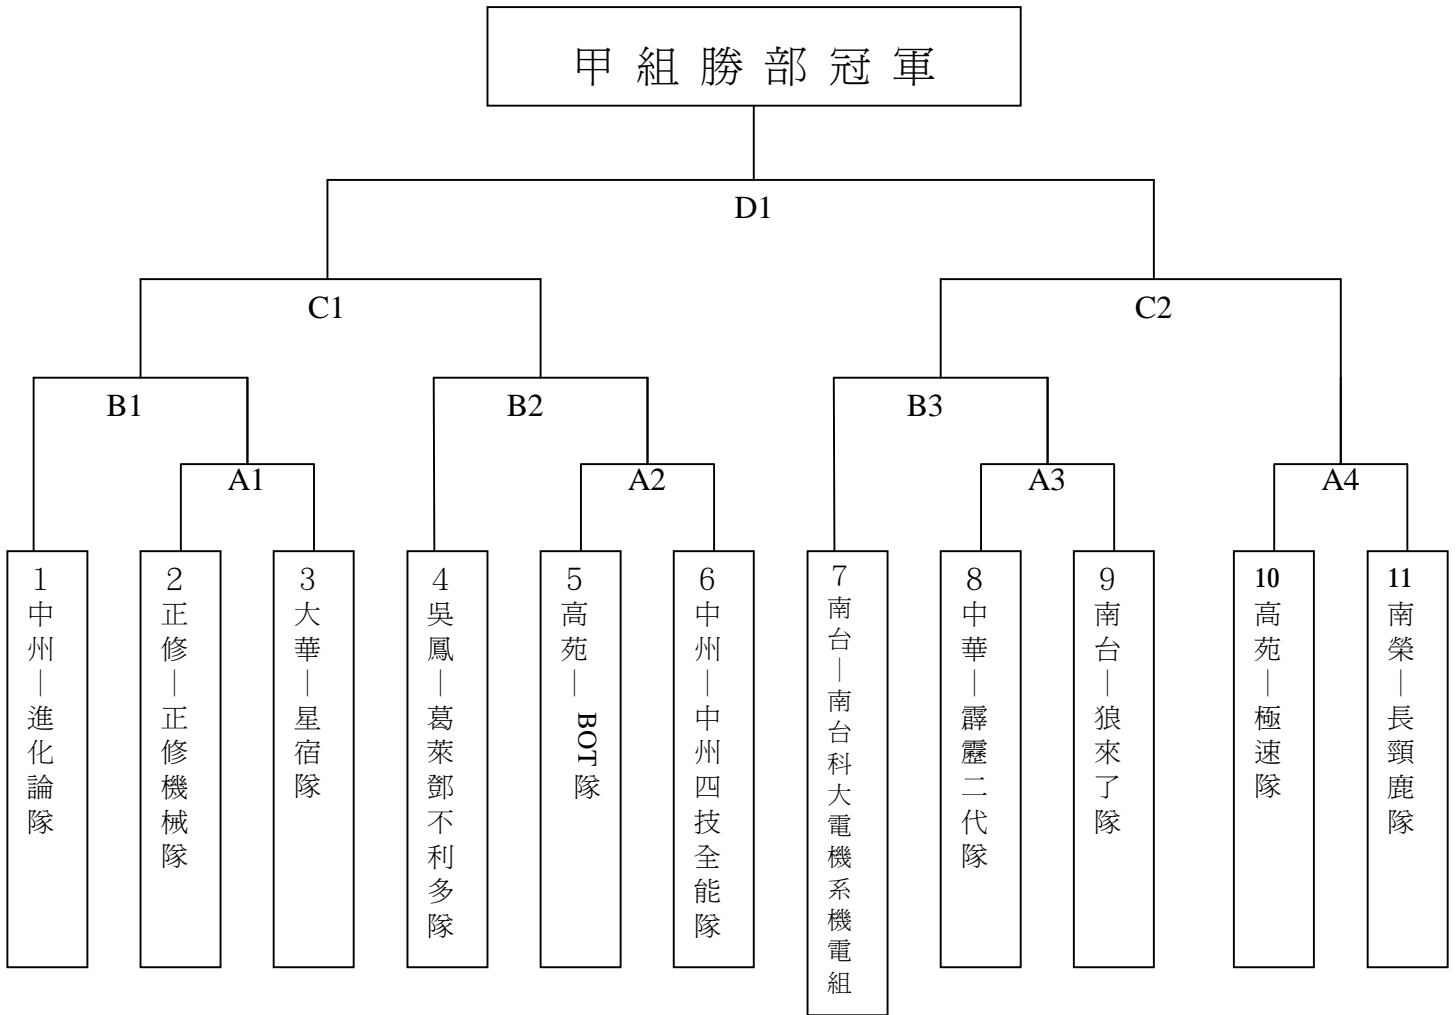 甲組勝部冠軍
D1
C1
C2
B1
B2
B3
A1
A2
A3
A4
1中州—進化論隊
2正修—正修機械隊
3大華—星宿隊
4吳鳳—葛萊鄧不利多隊
5高苑—BOT隊
6中州—中州四技全能隊
7南台—南台科大電機系機電組
8中華—霹靂二代隊
9南台—狼來了隊
10高苑—極速隊
11南榮—長頸鹿隊